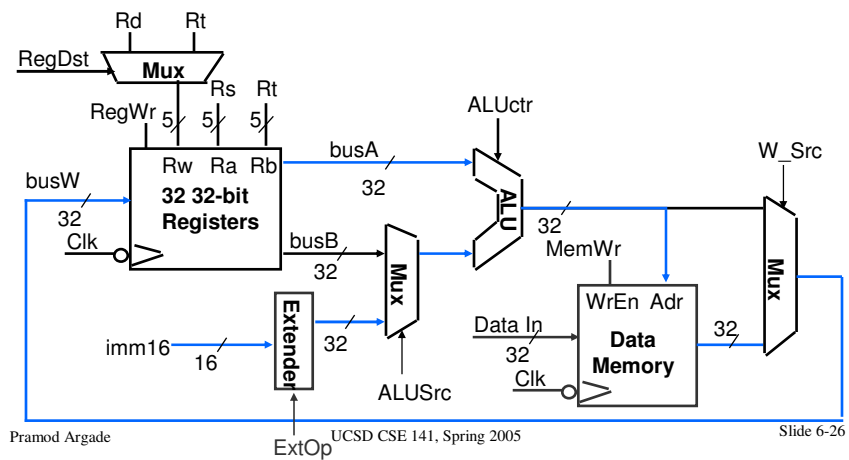 Rd Rt
RegDst
Mux
Rs Rt
RegWr
5 5 5
ALUctr
busA
32
W_Src
Rw Ra Rb
busW
32
32 32-bit
Registers
ALU
32
Clk
busB
32
MemWr
Mux
Mux
WrEn Adr
Extender
32
imm16
16
Data In
32
Data
Memory
32
ALUSrc
Clk
Pramod Argade
ExtOp
UCSD CSE 141, Spring 2005
Slide 6-26